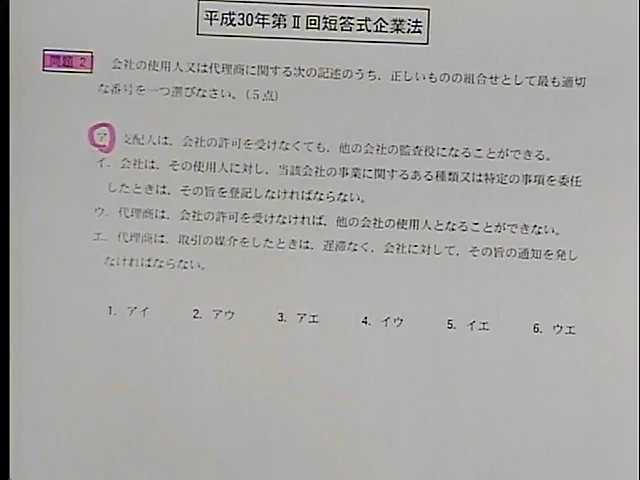 平成30年第Ⅱ回短答式企業法
問題 2
会社の使用人又は代理商に関する次の記述のうち，正しいものの組合せとして最も適切
な番号を一つ選びなさい。（5点）
ア．支配人は，会社の許可を受けなくても，他の会社の監査役になることができる。
イ．会社は，その使用人に対し，当該会社の事業に関するある種類又は特定の事項を委任
したときは，その旨を登記しなければならない。
ウ．代理商は，会社の許可を受けなければ，他の会社の使用人となることができない。
エ．代理商は，取引の媒介をしたときは，遅滞なく，会社に対して，その旨の通知を発し
なければならない。
1．アイ 2．アウ 3．アエ 4．イウ 5．イエ 6．ウエ